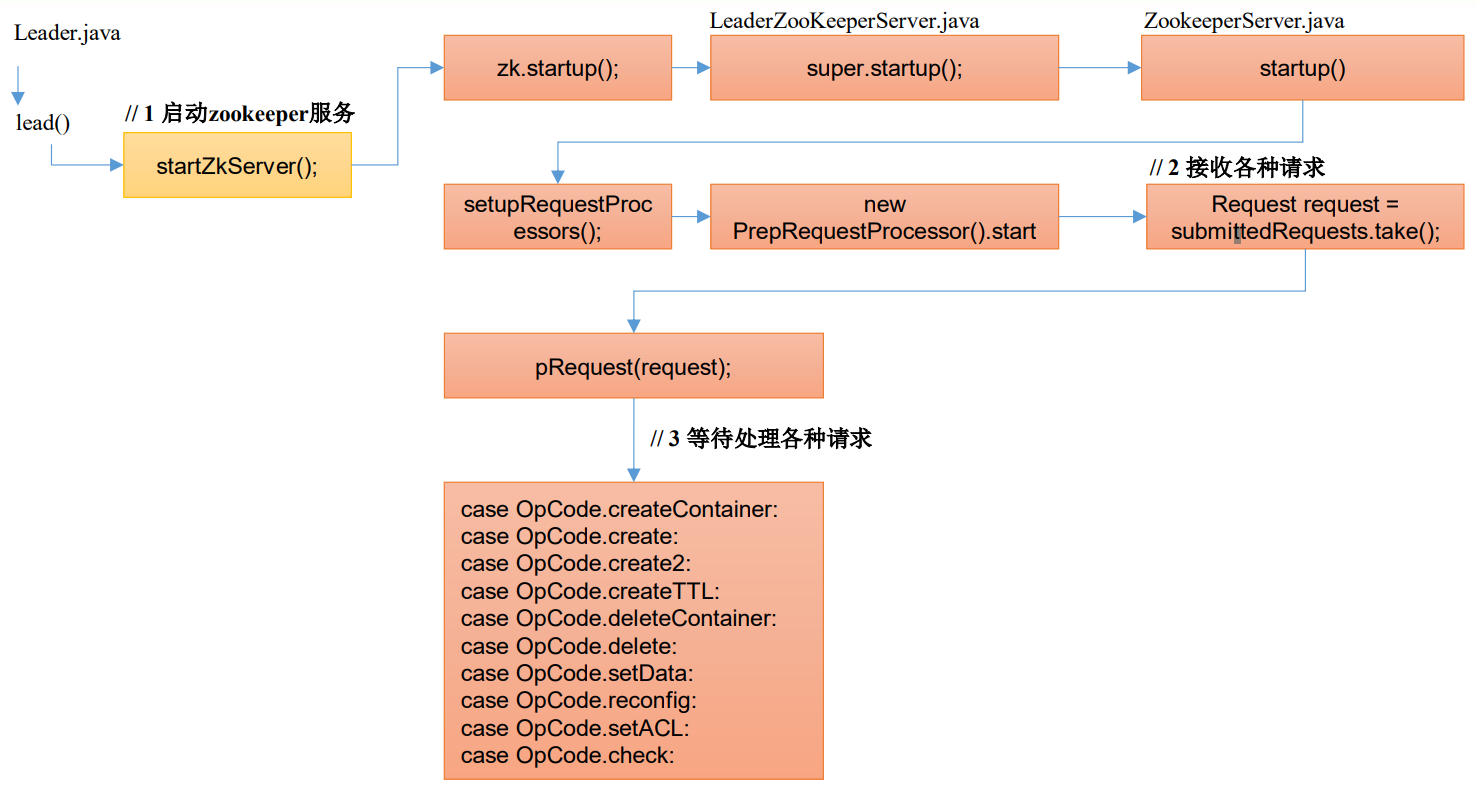 Leader.java
LeaderZooKeeperServer.java
ZookeeperServer.java
zk.startup();
super.startup();
startup()
lead()
// 1 启动zookeeper服务
startZkServer();
// 2 接收各种请求
setupRequestProc
essors();
new
PrepRequestProcessor().start
Request request =
submittedRequests.take();
pRequest(request);
// 3 等待处理各种请求
case OpCode.createContainer:
case OpCode.create:
case OpCode.create2:
case OpCode.createTTL:
case OpCode.deleteContainer:
case OpCode.delete:
case OpCode.setData:
case OpCode.reconfig:
case OpCode.setACL:
case OpCode.check: